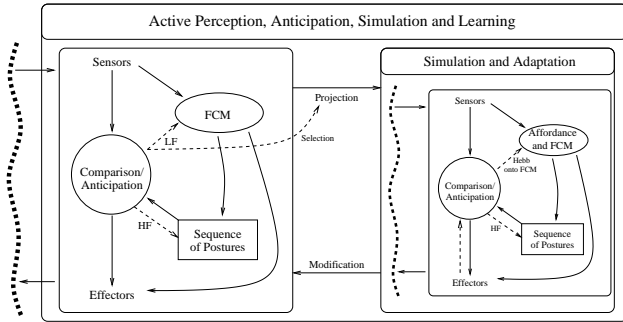 Active Perception, Anticipation, Simulation and Learning
Sensors
FCM
LF
Comparison/
Anticipation
HF
Sequence
of Postures
Effectors
Projection
Selection
Modification
Simulation and Adaptation
Sensors
Affordance
and FCM
Hebb
onto FCM
Comparison/
Anticipation
HF
Sequence
of Postures
Effectors